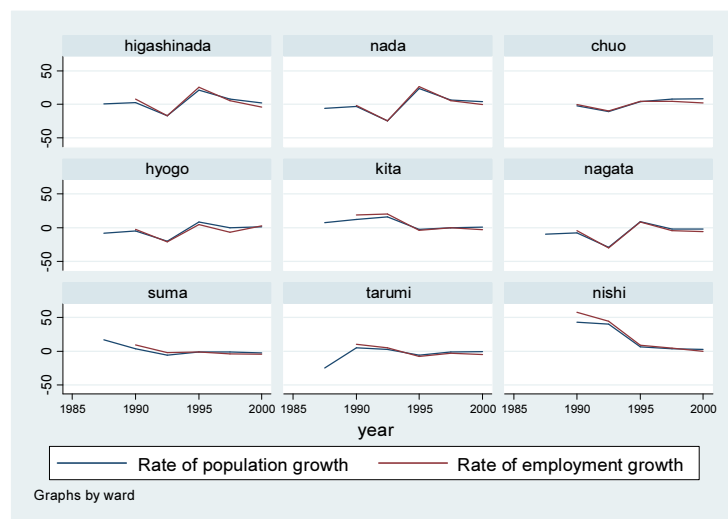 higashinada nada chuo
50
0
-50
hyogo kita nagata
50
0
-50
suma tarumi nishi
50
0
-50
1985 1990 1995 2000 1985 1990 1995 2000 1985 1990 1995 2000
year
Rate of population growth Rate of employment growth
Graphs by ward